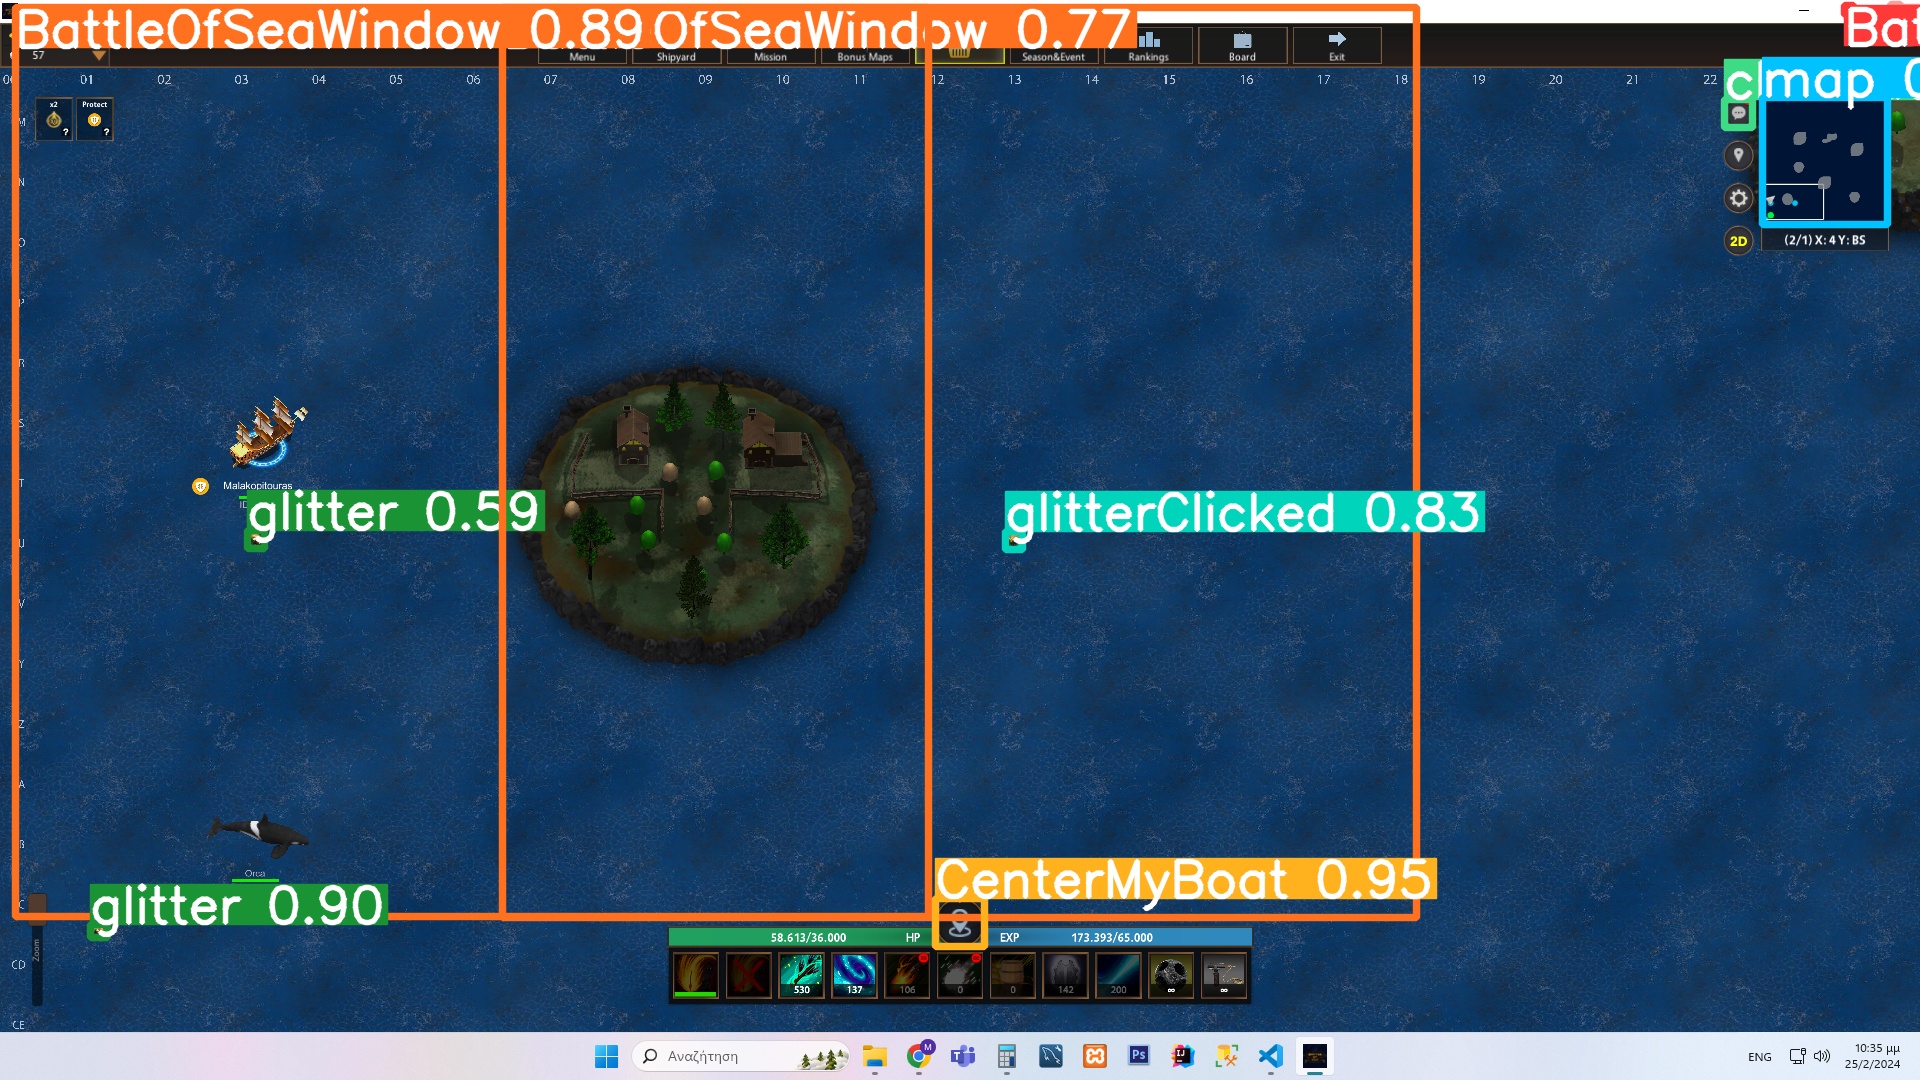 BattleOfSeaWindow 0.89 OfSeaWindow 0.77
Bat
57
Menu Shipyard Mission Bonus Maps Season&Event Rankings Board Exit
01 02 03 04 05 06 07 08 09 10 11 12 13 14 15 16 17 18 19 20 21 22
map 0
x2 ? Protect ?
M
N
2D
(2/1) X: 4 Y: BS
O
P
R
S
T
Malakopitouras
glitter 0.59
glitterClicked 0.83
U
V
Y
Z
A
B
Orca
CenterMyBoat 0.95
glitter 0.90
C
58.613/36.000 HP EXP 173.393/65.000
Zoom
CD
530 137 106 0 0 142 200 ∞ ∞
CE
Αναζήτηση
ENG
10:35 μμ
25/2/2024